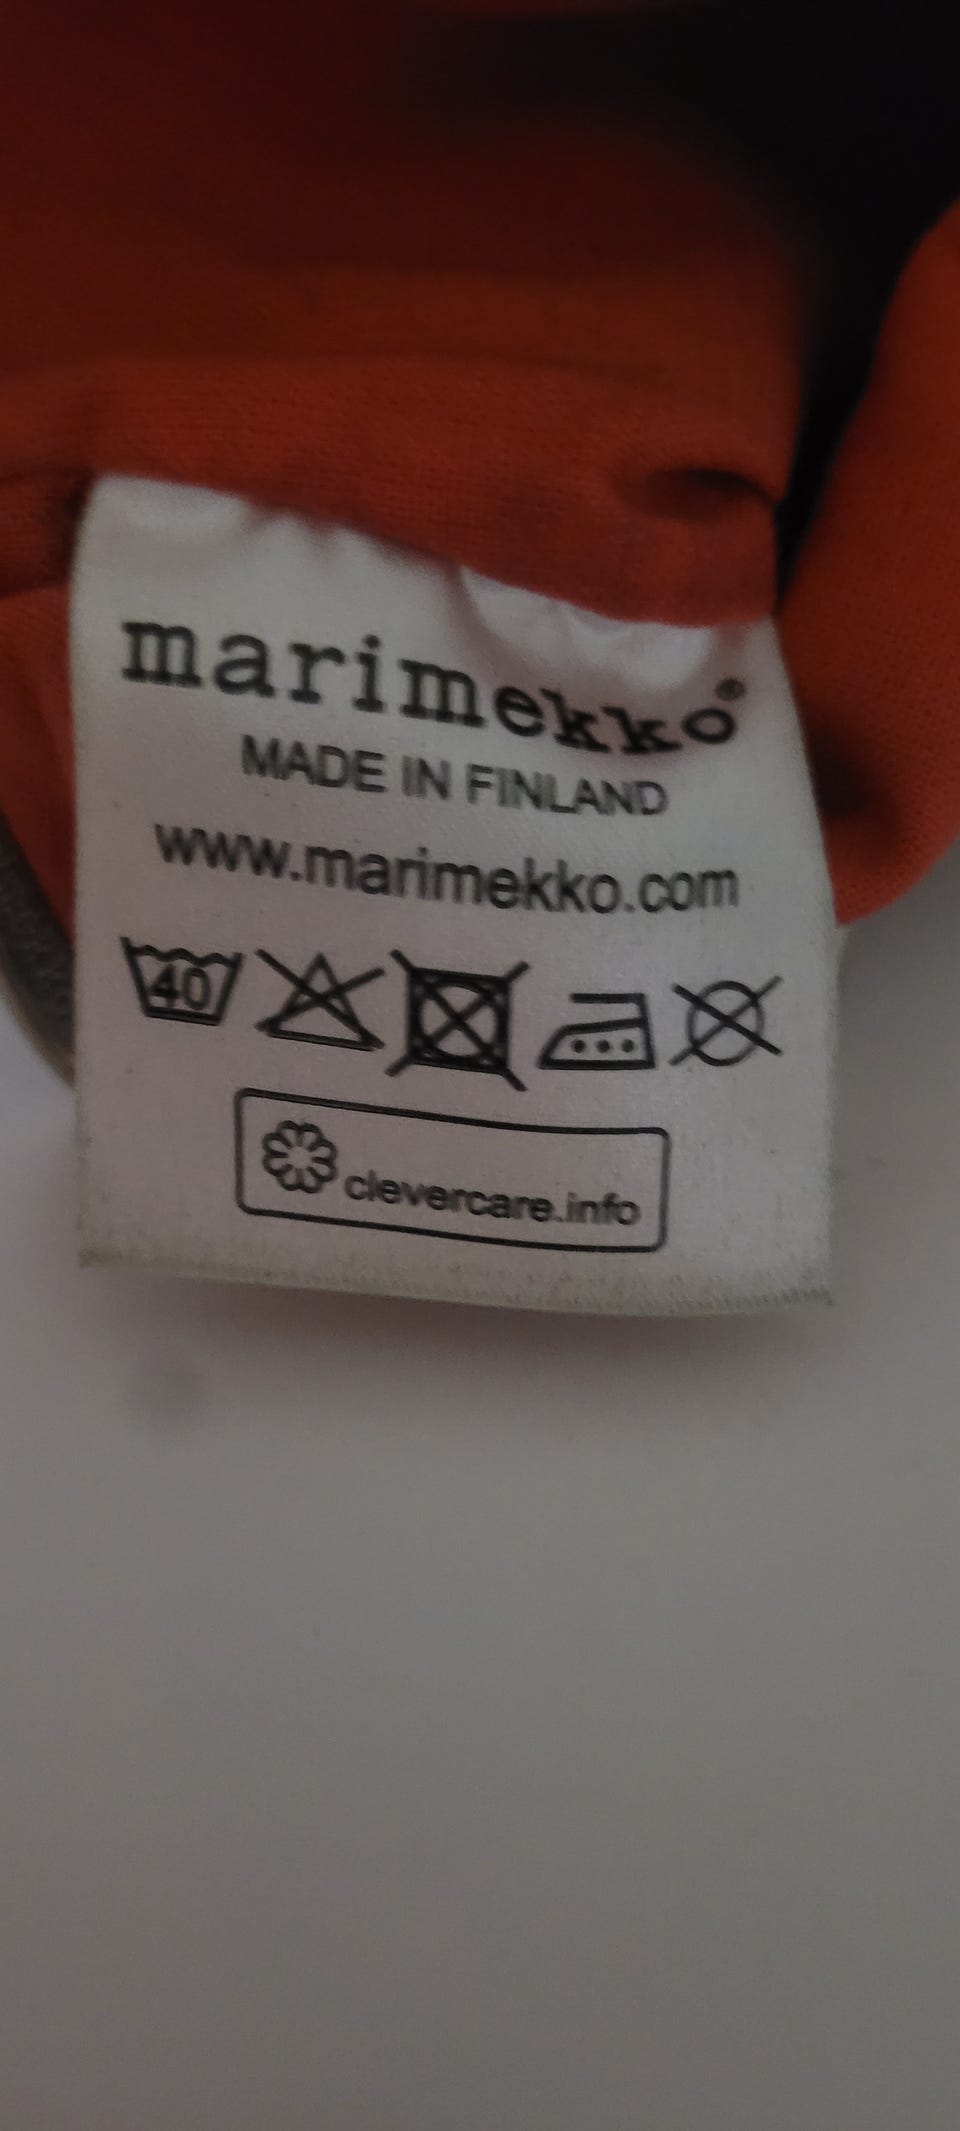 marimekko®
MADE IN FINLAND
www.marimekko.com
40
clevercare.info